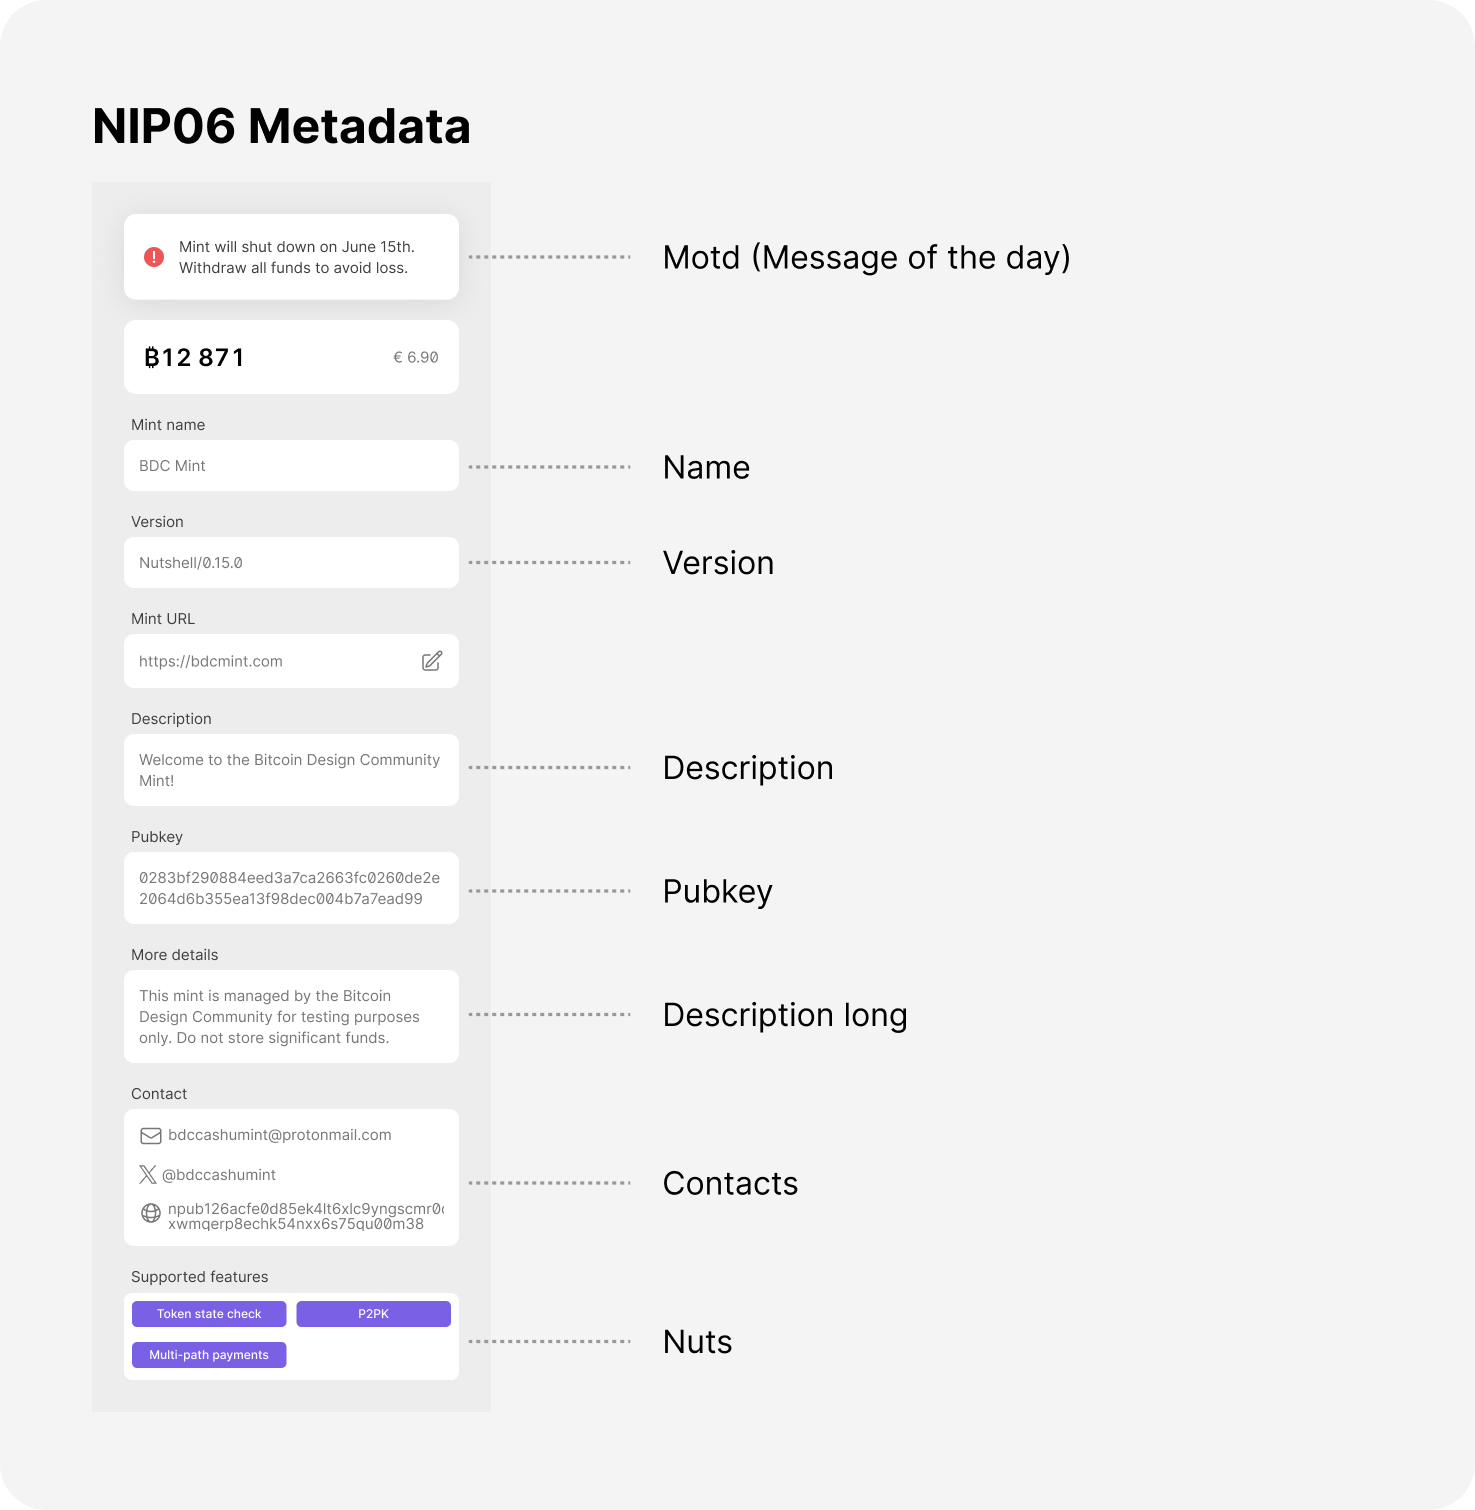 NIP06 Metadata
Mint will shut down on June 15th.
Withdraw all funds to avoid loss.
Motd (Message of the day)
₿12 871
€ 6.90
Mint name
BDC Mint
Name
Version
Nutshell/0.15.0
Version
Mint URL
https://bdcmint.com
Description
Welcome to the Bitcoin Design Community
Mint!
Description
Pubkey
0283bf290884eed3a7ca2663fc0260de2e
2064d6b355ea13f98dec004b7a7ead99
Pubkey
More details
This mint is managed by the Bitcoin
Design Community for testing purposes
only. Do not store significant funds.
Description long
Contact
bdccashumint@protonmail.com
@bdccashumint
npub126acfe0d85ek4lt6xlc9yngscmr0
xwmqerp8echk54nxx6s75qu00m38
Contacts
Supported features
Token state check
P2PK
Multi-path payments
Nuts